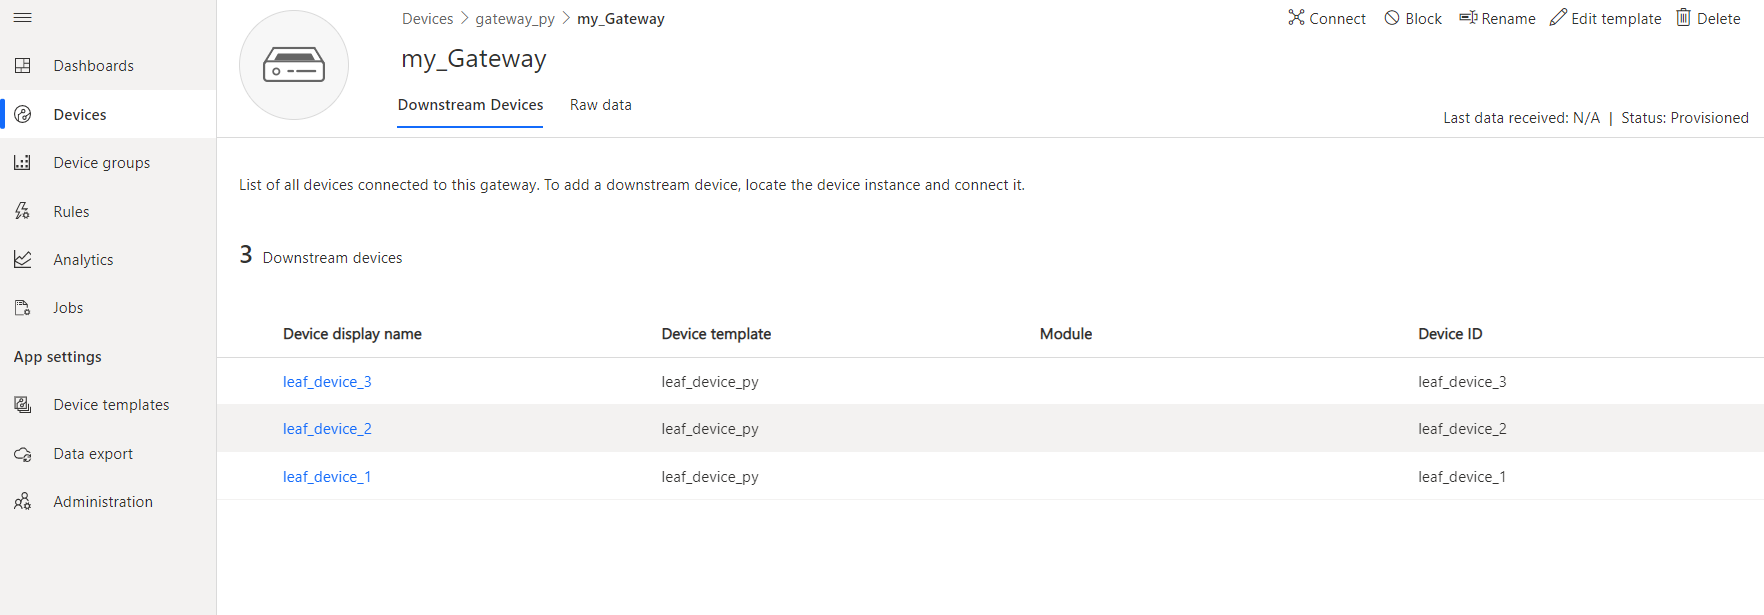 Dashboards
Devices
Device groups
Rules
Analytics
Jobs
App settings
Device templates
Data export
Administration
Devices > gateway_py > my_Gateway
Connect Block Rename Edit template Delete
my_Gateway
Downstream Devices Raw data
Last data received: N/A | Status: Provisioned
List of all devices connected to this gateway. To add a downstream device, locate the device instance and connect it.
3 Downstream devices
Device display name Device template Module Device ID
leaf_device_3 leaf_device_py leaf_device_3
leaf_device_2 leaf_device_py leaf_device_2
leaf_device_1 leaf_device_py leaf_device_1